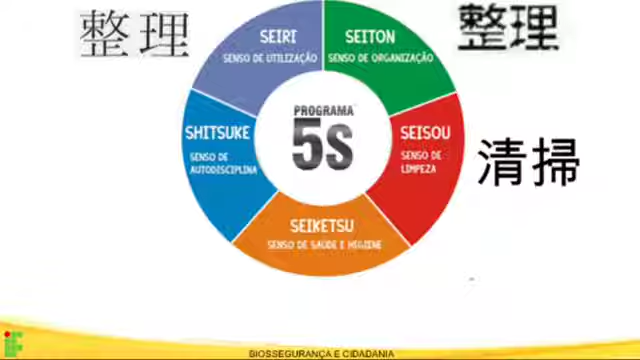 整理
整理
SEIRI
SENSO DE UTILIZAÇÃO
SEITON
SENSO DE ORGANIZAÇÃO
SHITSUKE
SENSO DE
AUTODISCIPLINA
PROGRAMA
5S
SEISOU
SENSO DE
LIMPEZA
清掃
SEIKETSU
SENSO DE SAÚDE E HIGIENE
BIOSSEGURANÇA E CIDADANIA